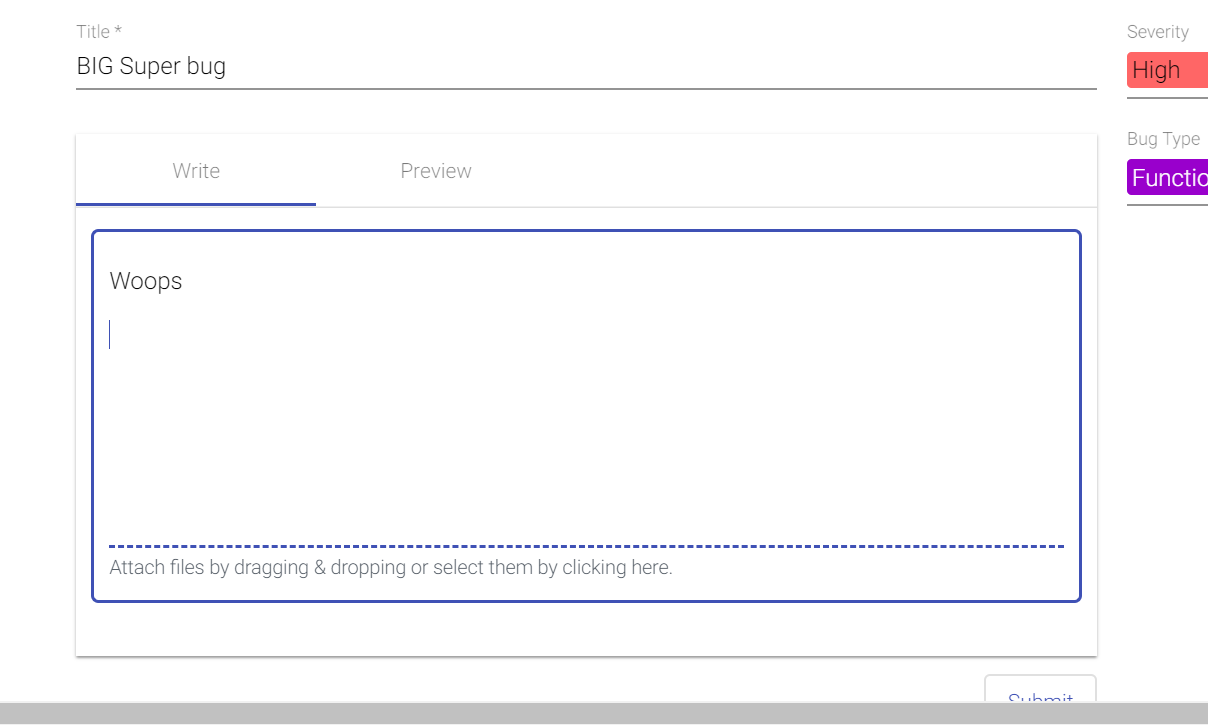 Title *
BIG Super bug
Severity
High
Bug Type
Write
Preview
Woops
Attach files by dragging & dropping or select them by clicking here.
Submit